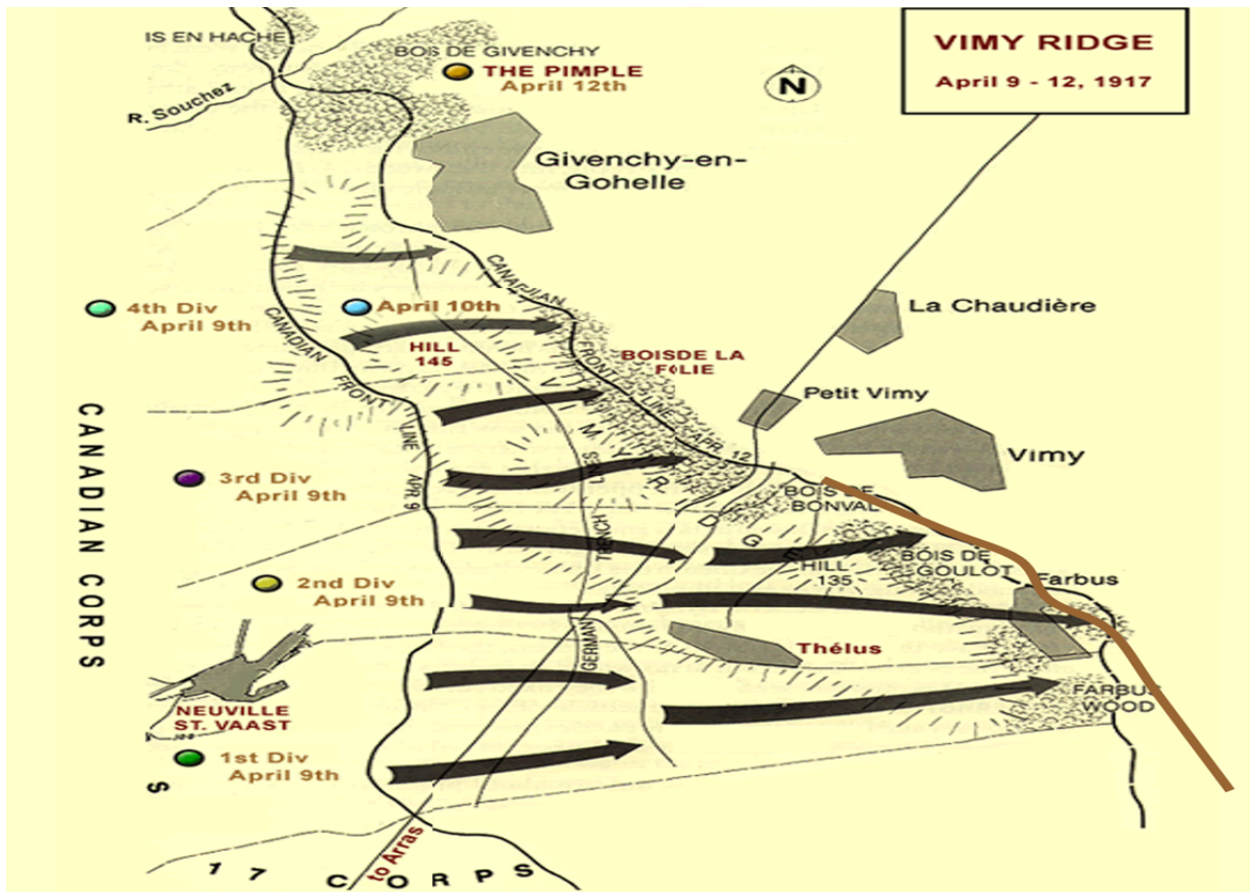 IS EN HACHE
BOIS DE GIVENCHY
THE PIMPLE
April 12th
N
VIMY RIDGE
April 9 - 12, 1917
R. Souchez
Givenchy-en-
Gohelle
4th Div
April 9th
April 10th
HILL
145
CANADIAN FRONT LINE APR. 9
CANADIAN FRONT LINE APR. 12
BOISDE LA
FOLIE
La Chaudière
Petit Vimy
Vimy
VIMY RIDGE
CANADIAN CORPS
3rd Div
April 9th
GERMAN TRENCH LINES
BOIS DE
BONVAL
HILL
135
BOIS DE
GOULOT
Farbus
2nd Div
April 9th
Thélus
NEUVILLE
ST. VAAST
FARBUS
WOOD
1st Div
April 9th
S
to Arras
17 CORPS